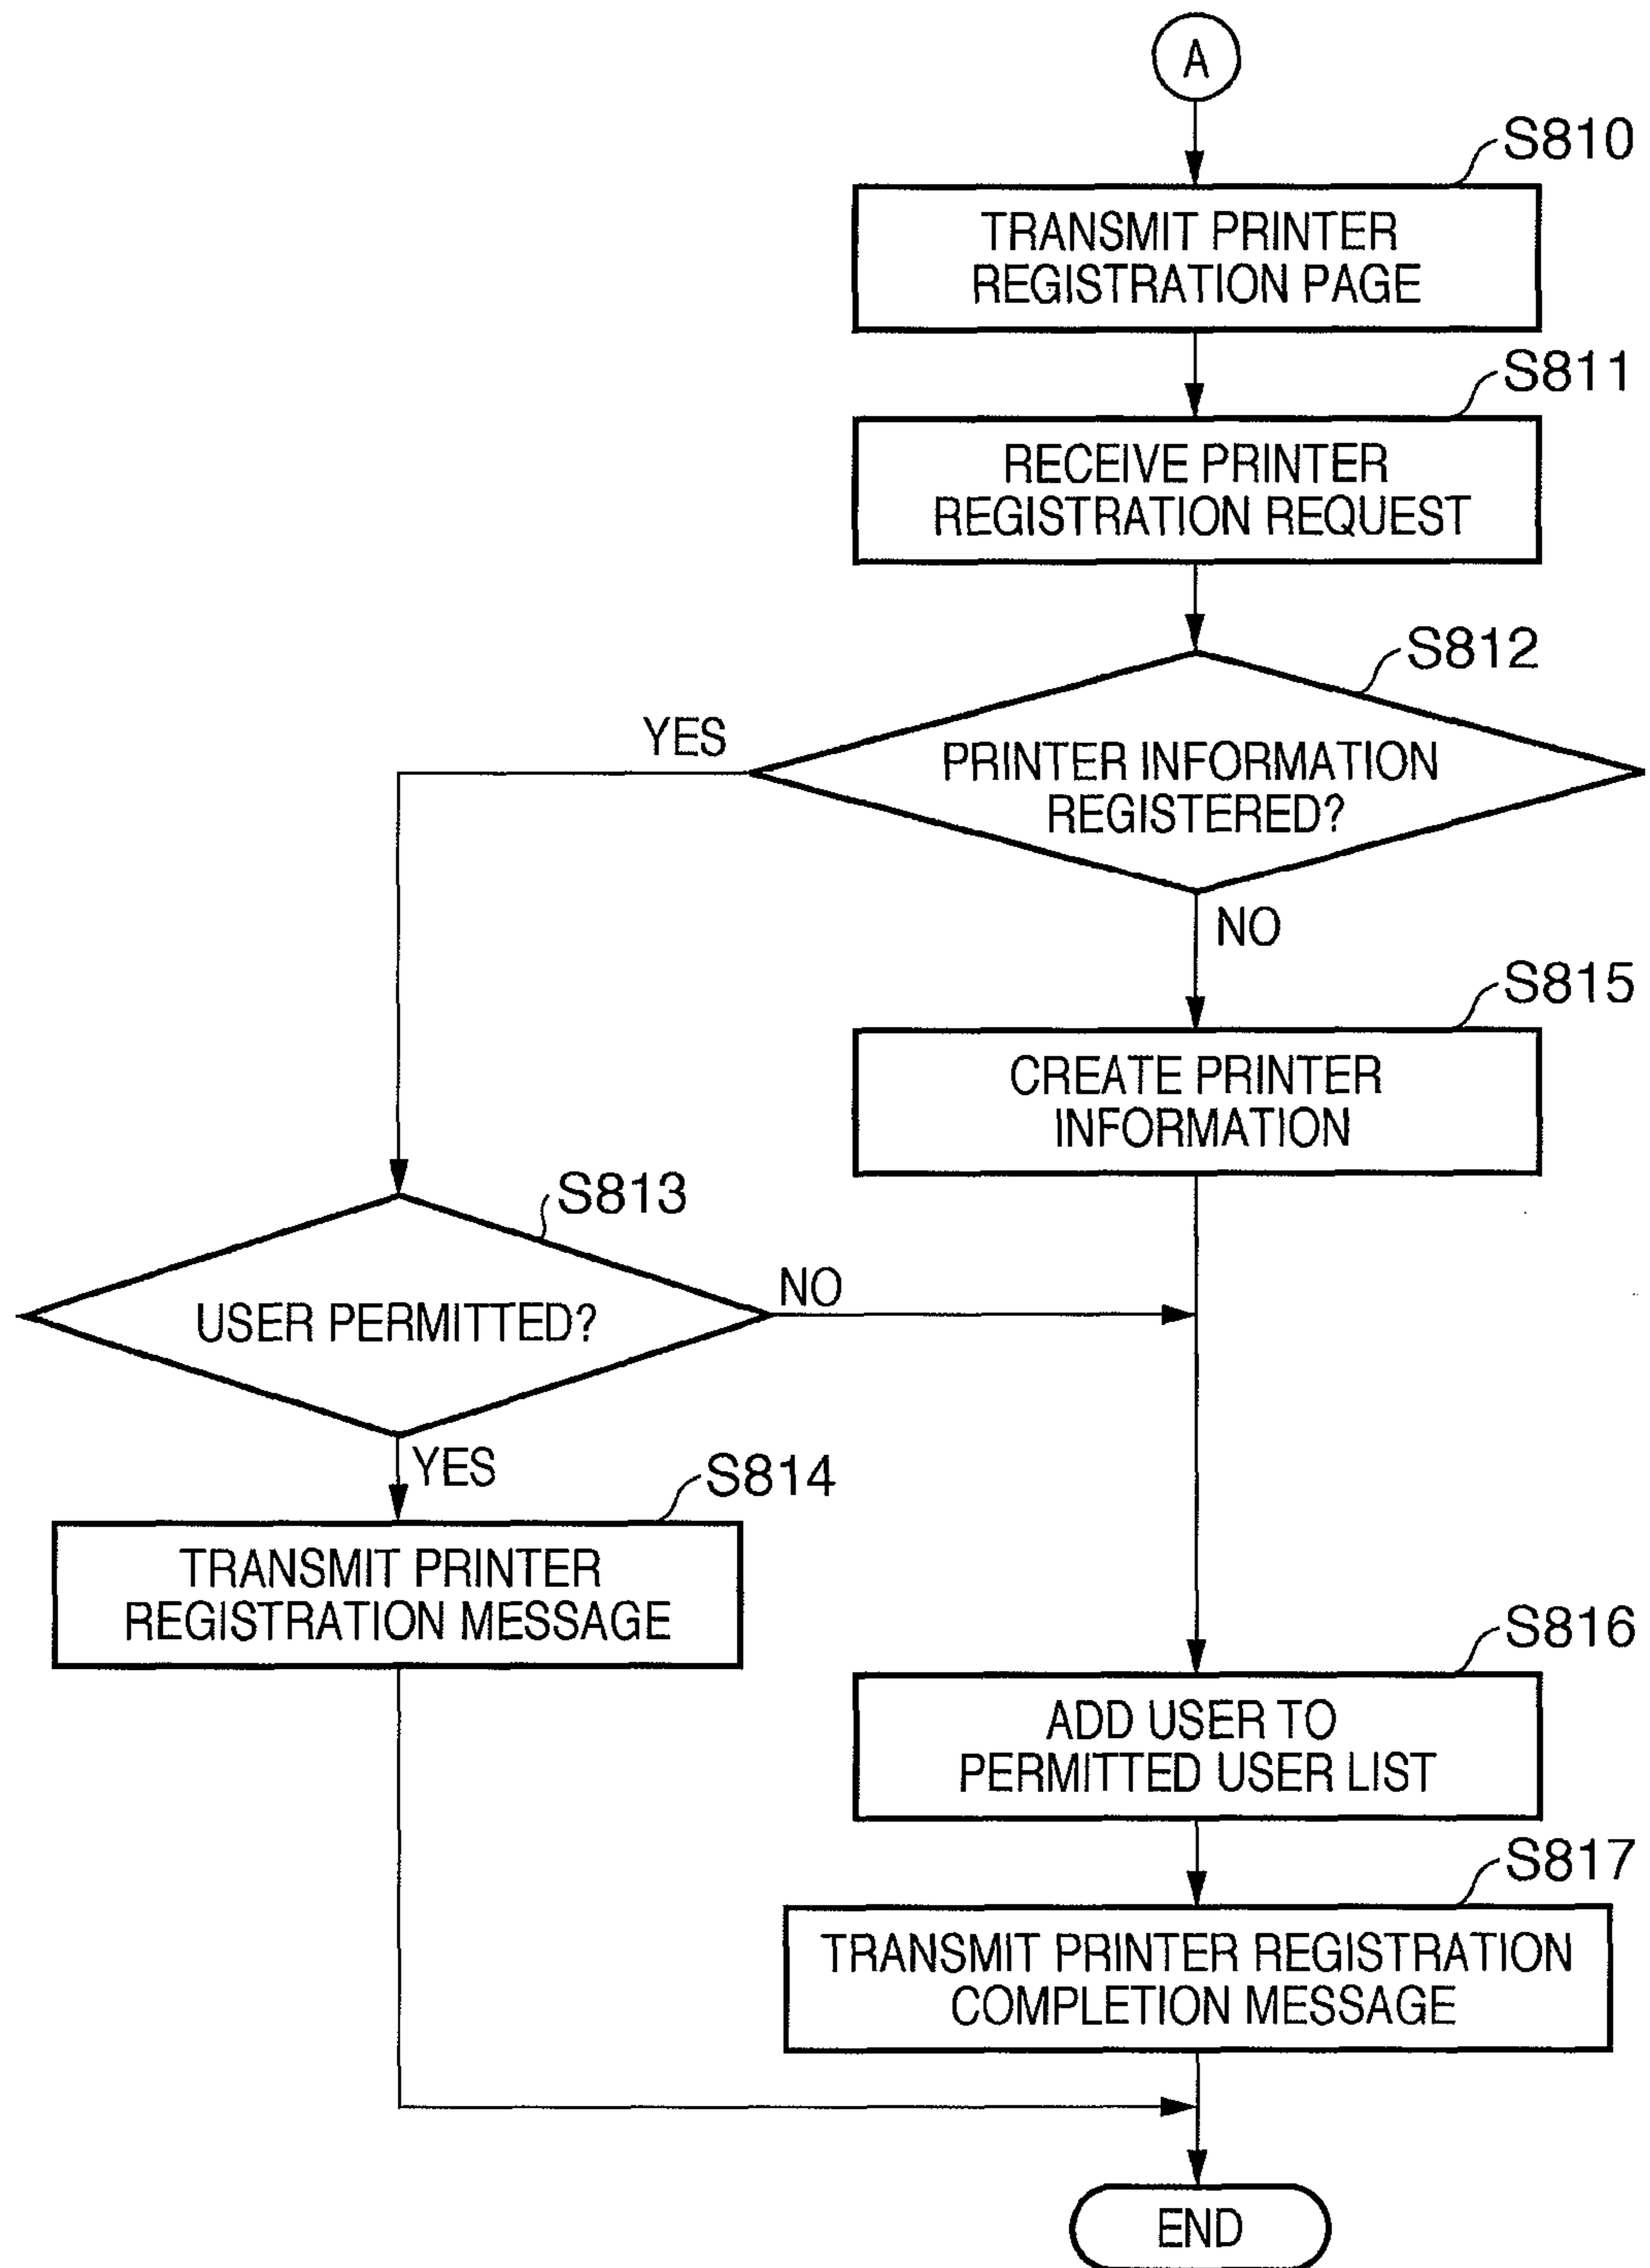 A
S810
TRANSMIT PRINTER
REGISTRATION PAGE
S811
RECEIVE PRINTER
REGISTRATION REQUEST
S812
YES
PRINTER INFORMATION
REGISTERED?
NO
S815
CREATE PRINTER
INFORMATION
S813
NO
USER PERMITTED?
YES
S814
TRANSMIT PRINTER
REGISTRATION MESSAGE
S816
ADD USER TO
PERMITTED USER LIST
S817
TRANSMIT PRINTER REGISTRATION
COMPLETION MESSAGE
END